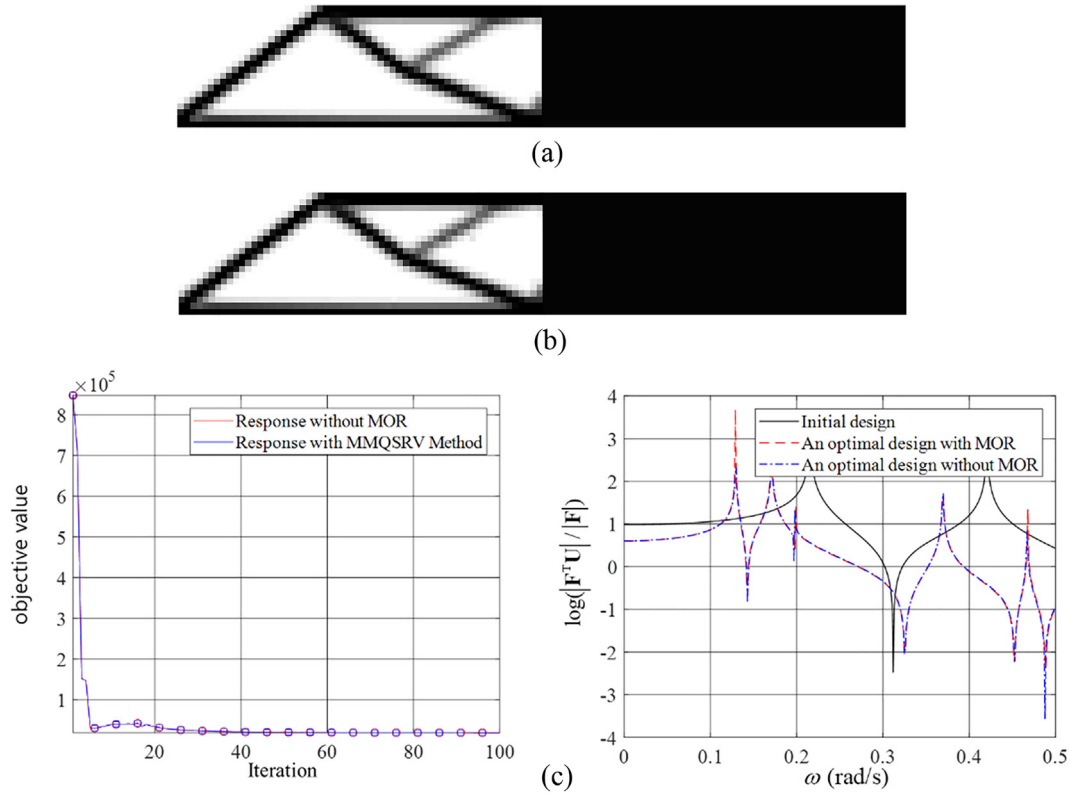 (a)
(b)
×10⁵
8
7
6
5
4
3
2
1
20
40
60
80
100
objective value
Iteration
Response without MOR
Response with MMQSRV Method
(c)
4
3
2
1
0
-1
-2
-3
-4
0
0.1
0.2
0.3
0.4
0.5
log(|FᵀU| / |F|)
ω (rad/s)
Initial design
An optimal design with MOR
An optimal design without MOR